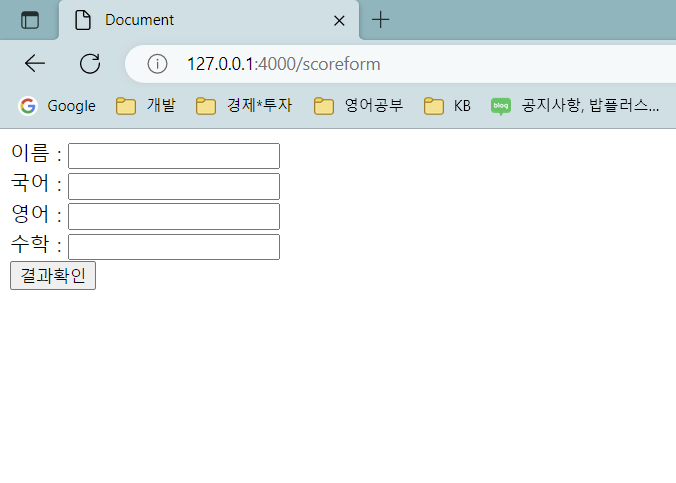 Document
127.0.0.1:4000/scoreform
Google 개발 경제*투자 영어공부 KB blog 공지사항, 밥플러스...
이름 :
국어 :
영어 :
수학 :
결과확인